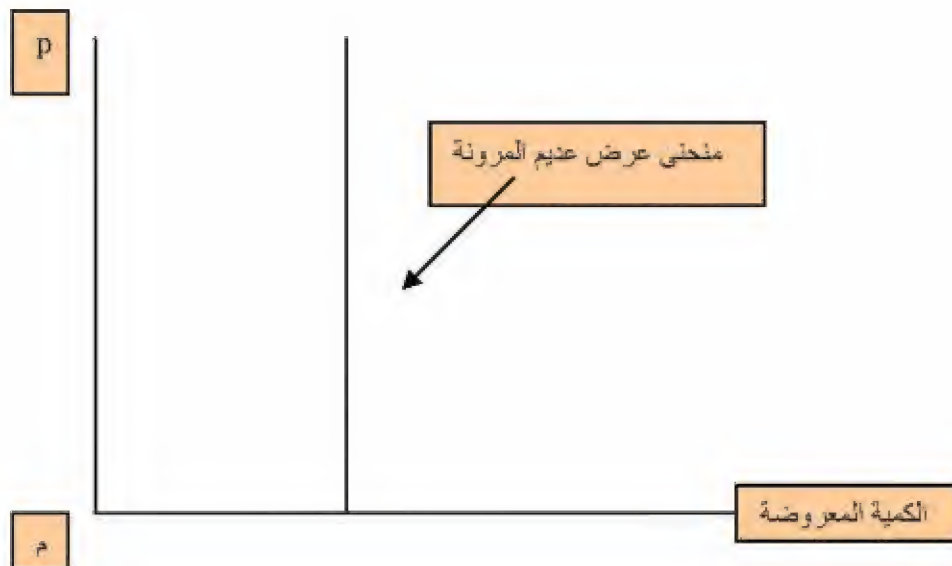 p
منحنى عرض عديم المرونة
الكمية المعروضة
م